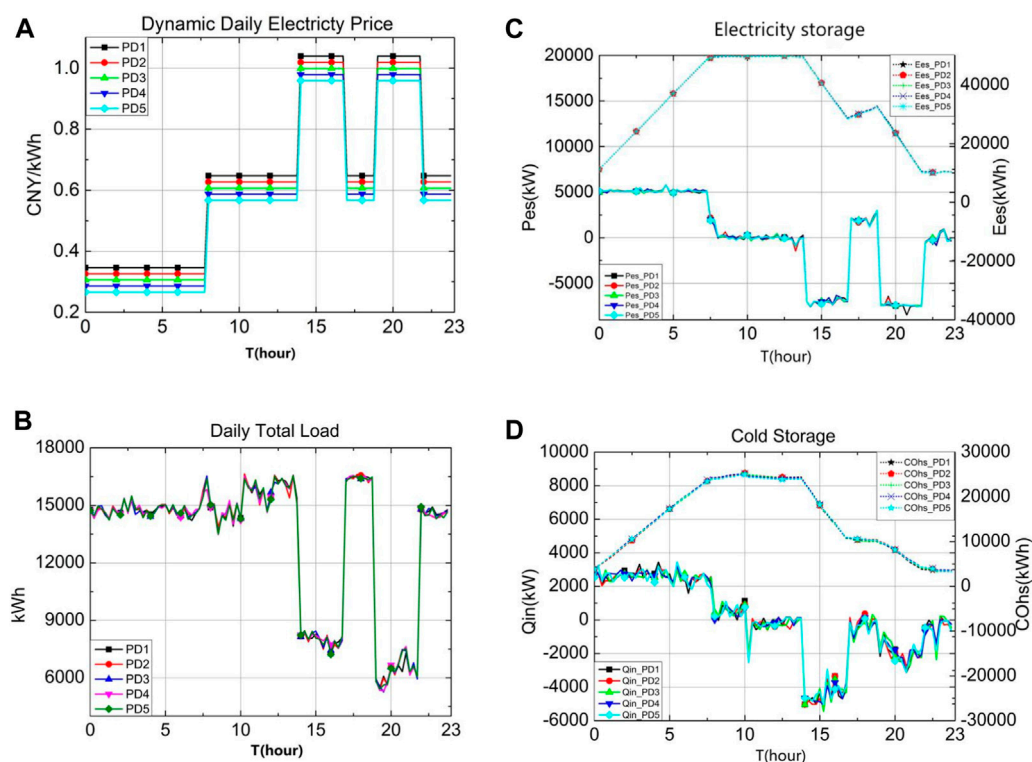 A
Dynamic Daily Electricty Price
PD1
PD2
PD3
PD4
PD5
CNY/kWh
1.0
0.8
0.6
0.4
0.2
0 5 10 15 20 23
T(hour)
C
Electricity storage
Ees_PD1
Ees_PD2
Ees_PD3
Ees_PD4
Ees_PD5
Pes(kW)
20000
15000
10000
5000
0
-5000
Ees(kWh)
40000
20000
0
-20000
-40000
Pes_PD1
Pes_PD2
Pes_PD3
Pes_PD4
Pes_PD5
0 5 10 15 20 23
T(hour)
B
Daily Total Load
kWh
18000
15000
12000
9000
6000
PD1
PD2
PD3
PD4
PD5
0 5 10 15 20 23
T(hour)
D
Cold Storage
COhs_PD1
COhs_PD2
COhs_PD3
COhs_PD4
COhs_PD5
Qin(kW)
10000
8000
6000
4000
2000
0
-2000
-4000
-6000
COhs(kWh)
30000
20000
10000
0
-10000
-20000
-30000
Qin_PD1
Qin_PD2
Qin_PD3
Qin_PD4
Qin_PD5
0 5 10 15 20 23
T(hour)